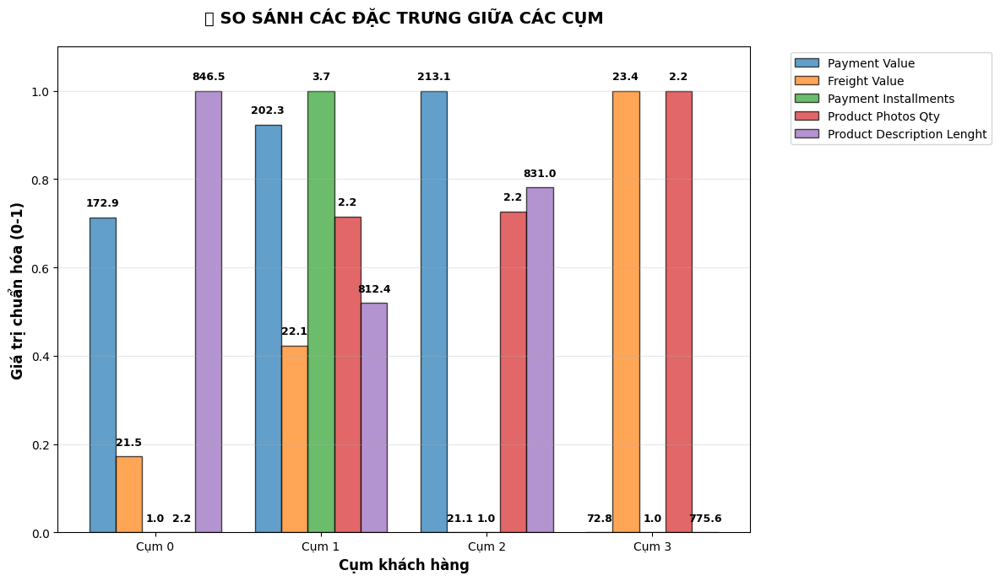 SO SÁNH CÁC ĐẶC TRƯNG GIỮA CÁC CỤM
Payment Value
Freight Value
Payment Installments
Product Photos Qty
Product Description Lenght
Giá trị chuẩn hóa (0-1)
1.0
0.8
0.6
0.4
0.2
0.0
172.9
21.5
1.0
2.2
846.5
202.3
22.1
3.7
2.2
812.4
213.1
21.1
1.0
2.2
831.0
72.8
23.4
1.0
2.2
775.6
Cụm 0
Cụm 1
Cụm 2
Cụm 3
Cụm khách hàng